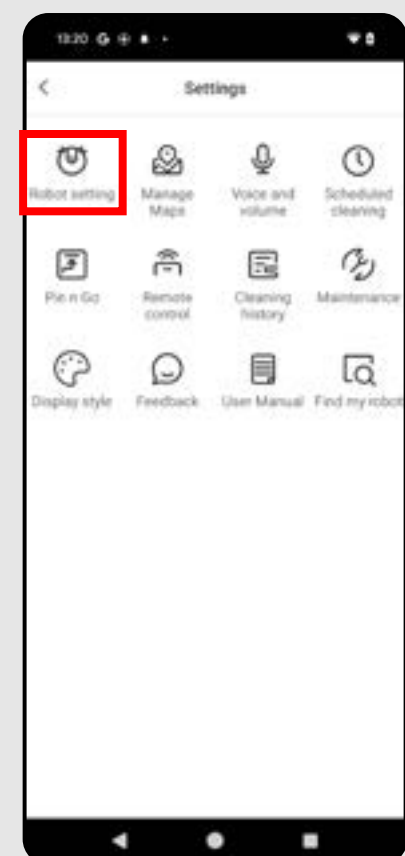 13:20 G
Settings
Robot setting
Manage
Maps
Voice and
volume
Scheduled
cleaning
Pin n Go
Remote
control
Cleaning
history
Maintenance
Display style
Feedback
User Manual
Find my robot